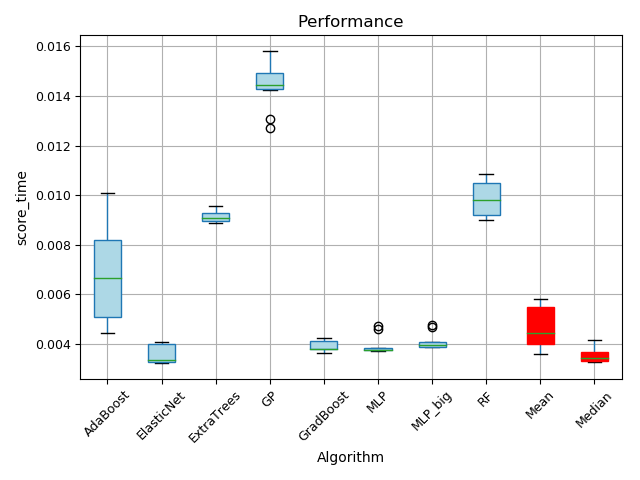 Performance
score_time
0.016
0.014
0.012
0.010
0.008
0.006
0.004
AdaBoost
ElasticNet
ExtraTrees
GP
GradBoost
MLP
MLP_big
RF
Mean
Median
Algorithm